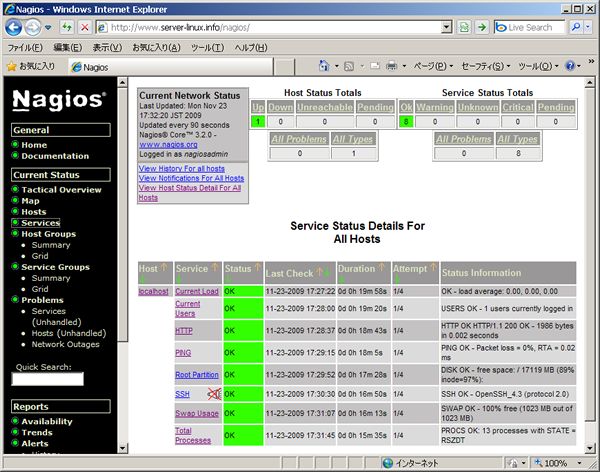 Nagios - Windows Internet Explorer
http://www.server-linux.info/nagios/
Live Search
ファイル(F) 編集(E) 表示(V) お気に入り(A) ツール(T) ヘルプ(H)
お気に入り Nagios ページ(P) セーフティ(S) ツール(O)
Nagios®
General
Home
Documentation
Current Status
Tactical Overview
Map
Hosts
Services
Host Groups
Summary
Grid
Service Groups
Summary
Grid
Problems
Services
(Unhandled)
Hosts (Unhandled)
Network Outages
Quick Search:
Reports
Availability
Trends
Alerts
History
Current Network Status
Last Updated: Mon Nov 23
17:32:20 JST 2009
Updated every 90 seconds
Nagios® Core™ 3.2.0 -
www.nagios.org
Logged in as nagiosadmin
View History For all hosts
View Notifications For All Hosts
View Host Status Detail For All
Hosts
Host Status Totals
Up Down Unreachable Pending
1 0 0 0
All Problems All Types
0 1
Service Status Totals
Ok Warning Unknown Critical Pending
8 0 0 0 0
All Problems All Types
0 8
Service Status Details For
All Hosts
Host Service Status Last Check Duration Attempt Status Information
localhost Current Load OK 11-23-2009 17:27:22 0d 0h 19m 58s 1/4 OK - load average: 0.00, 0.00, 0.00
Current
Users OK 11-23-2009 17:28:00 0d 0h 19m 20s 1/4 USERS OK - 1 users currently logged in
HTTP OK 11-23-2009 17:28:37 0d 0h 18m 43s 1/4 HTTP OK HTTP/1.1 200 OK - 1986 bytes
in 0.002 seconds
PING OK 11-23-2009 17:29:15 0d 0h 18m 5s 1/4 PING OK - Packet loss = 0%, RTA = 0.02
ms
Root Partition OK 11-23-2009 17:29:52 0d 0h 17m 28s 1/4 DISK OK - free space: / 17119 MB (89%
inode=97%):
SSH OK 11-23-2009 17:30:30 0d 0h 16m 50s 1/4 SSH OK - OpenSSH_4.3 (protocol 2.0)
Swap Usage OK 11-23-2009 17:31:07 0d 0h 16m 13s 1/4 SWAP OK - 100% free (1023 MB out of
1023 MB)
Total
Processes OK 11-23-2009 17:31:45 0d 0h 15m 35s 1/4 PROCS OK: 13 processes with STATE =
RSZDT
インターネット 100%